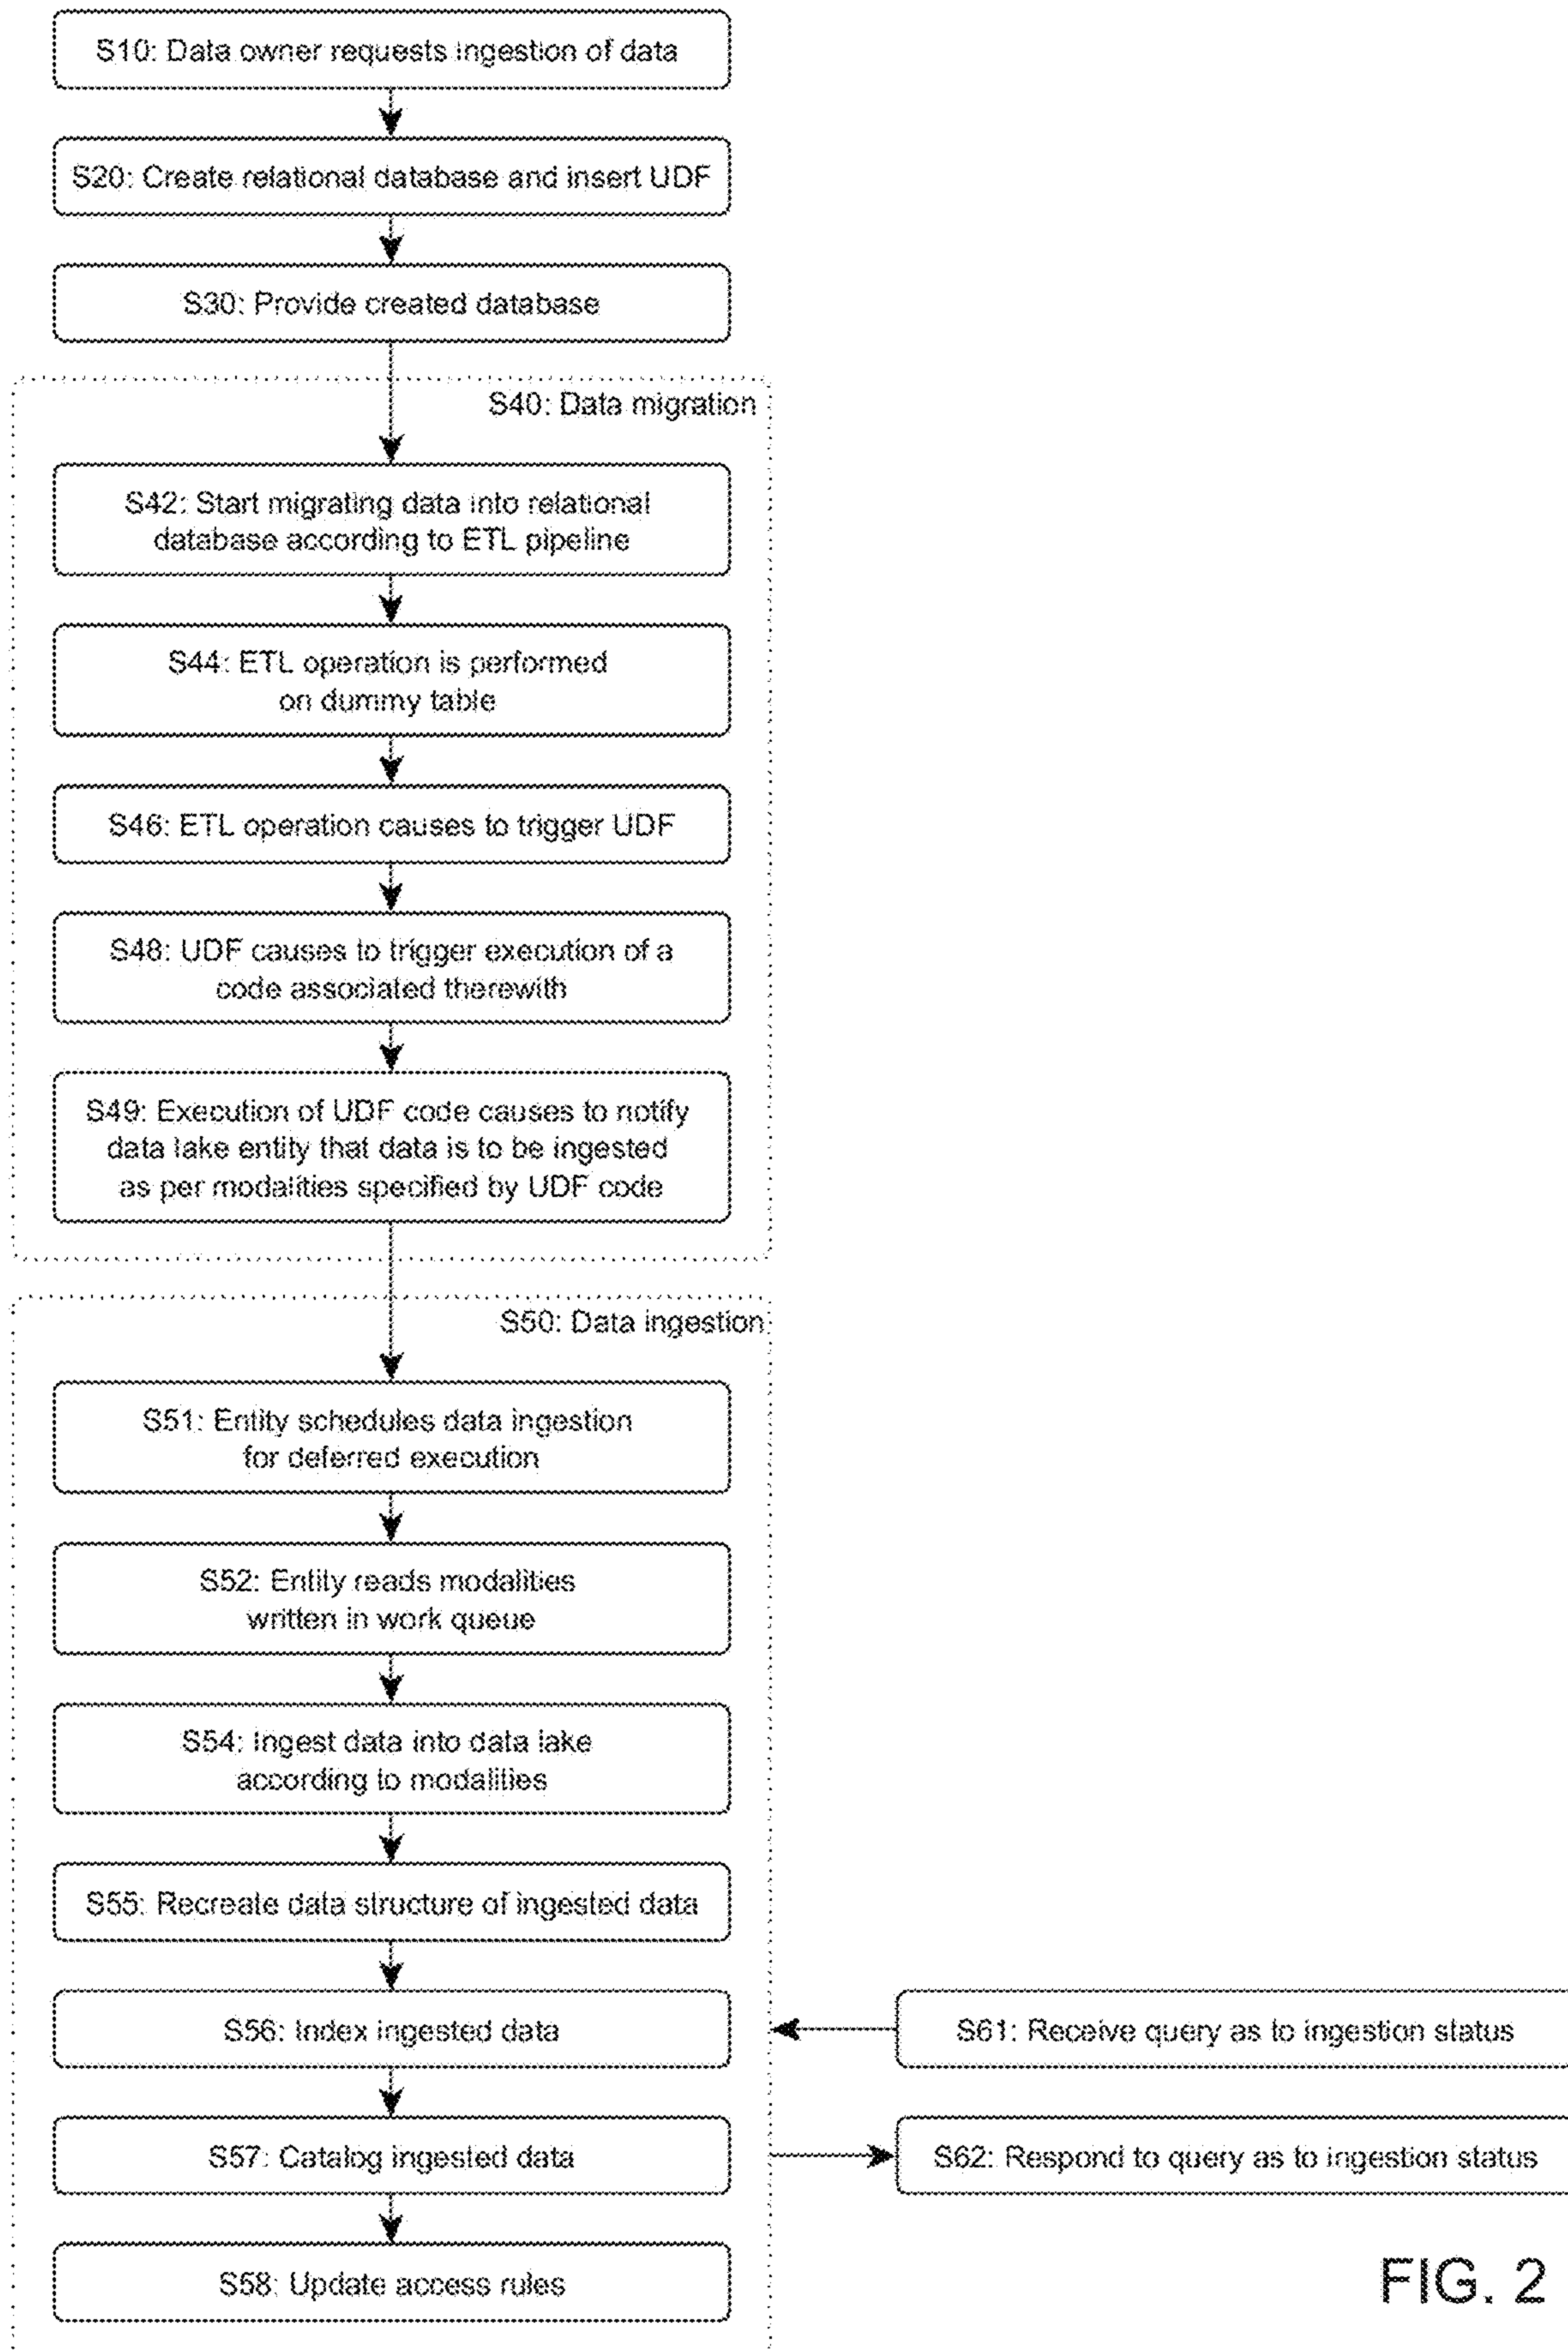 S10: Data owner requests ingestion of data
S20: Create relational database and insert UDF
S30: Provide created database
S40: Data migration
S42: Start migrating data into relational
database according to ETL pipeline
S44: ETL operation is performed
on dummy table
S46: ETL operation causes to trigger UDF
S48: UDF causes to trigger execution of a
code associated therewith
S49: Execution of UDF code causes to notify
data lake entity that data is to be ingested
as per modalities specified by UDF code
S50: Data ingestion
S51: Entity schedules data ingestion
for deferred execution
S52: Entity reads modalities
written in work queue
S54: Ingest data into data lake
according to modalities
S55: Recreate data structure of ingested data
S56: Index ingested data
S61: Receive query as to ingestion status
S57: Catalog ingested data
S62: Respond to query as to ingestion status
S58: Update access rules
FIG. 2